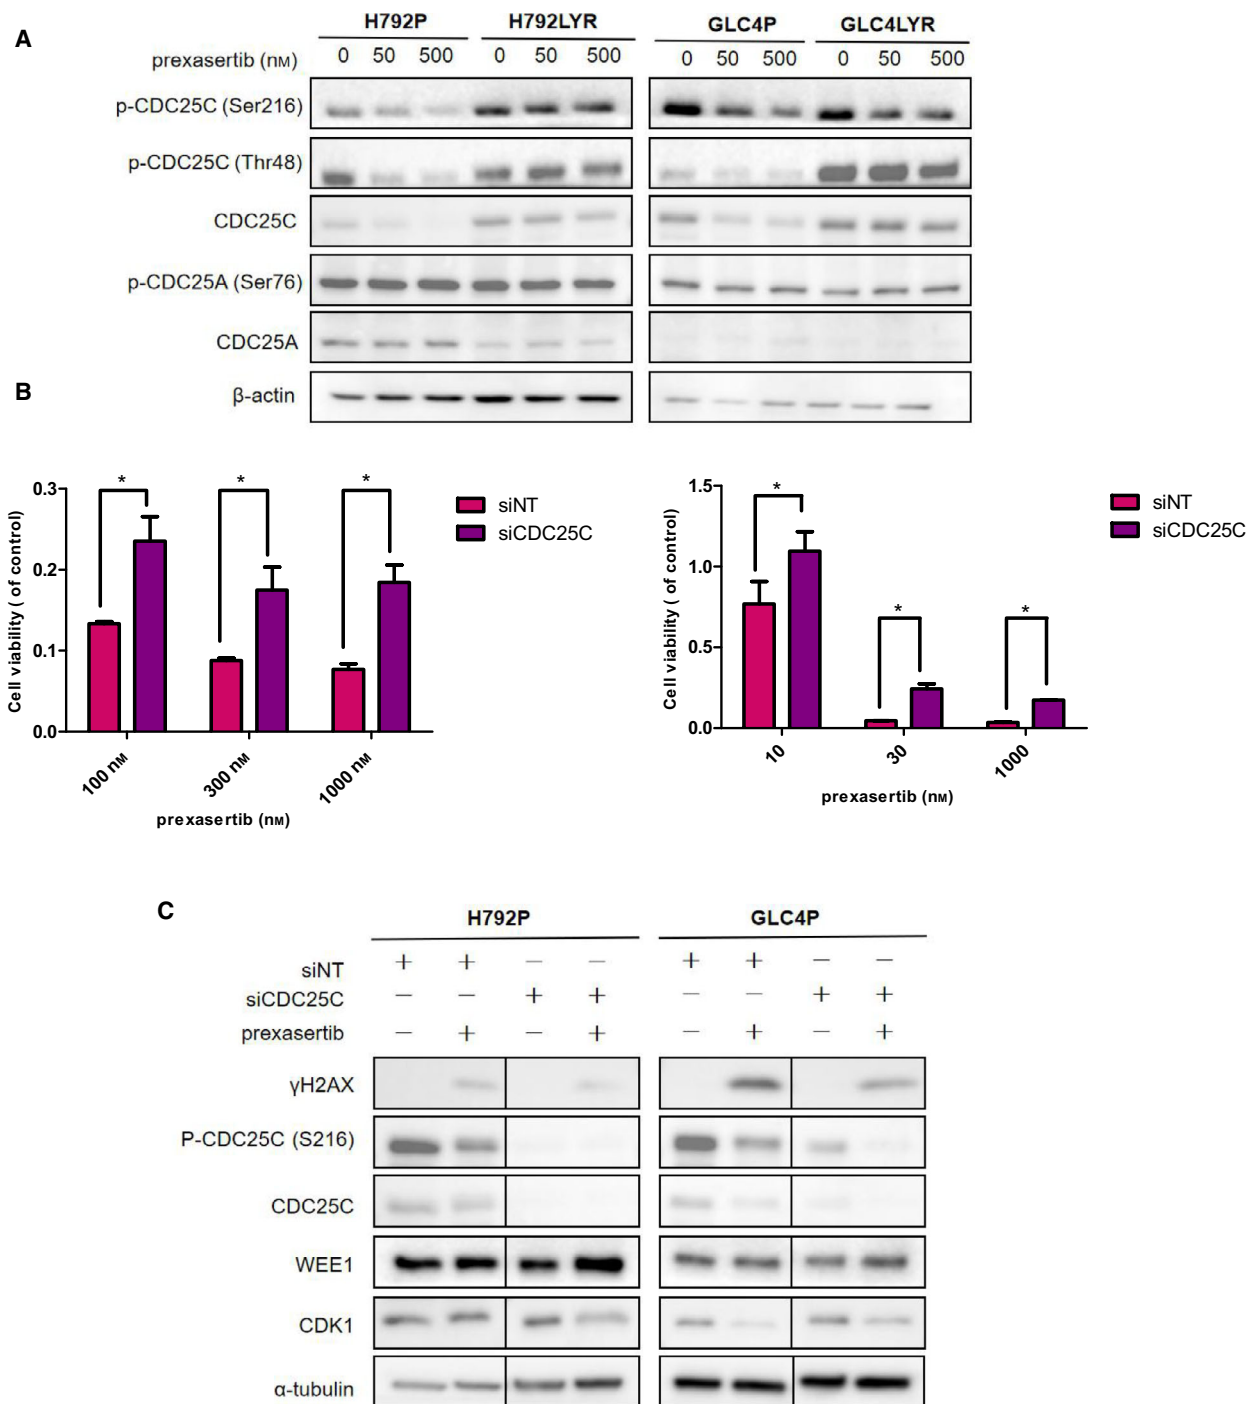 A
H792P H792LYR GLC4P GLC4LYR
prexasertib (nM) 0 50 500 0 50 500 0 50 500 0 50 500
p-CDC25C (Ser216)
p-CDC25C (Thr48)
CDC25C
p-CDC25A (Ser76)
CDC25A
β-actin
B
Cell viability ( of control)
0.3
0.2
0.1
0.0
* * *
siNT
siCDC25C
100 nM 300 nM 1000 nM
prexasertib (nM)
Cell viability ( of control)
1.5
1.0
0.5
0.0
* * *
siNT
siCDC25C
10 30 1000
prexasertib (nM)
C
H792P GLC4P
siNT + + − − + + − −
siCDC25C − − + + − − + +
prexasertib − + − + − + − +
γH2AX
P-CDC25C (S216)
CDC25C
WEE1
CDK1
α-tubulin